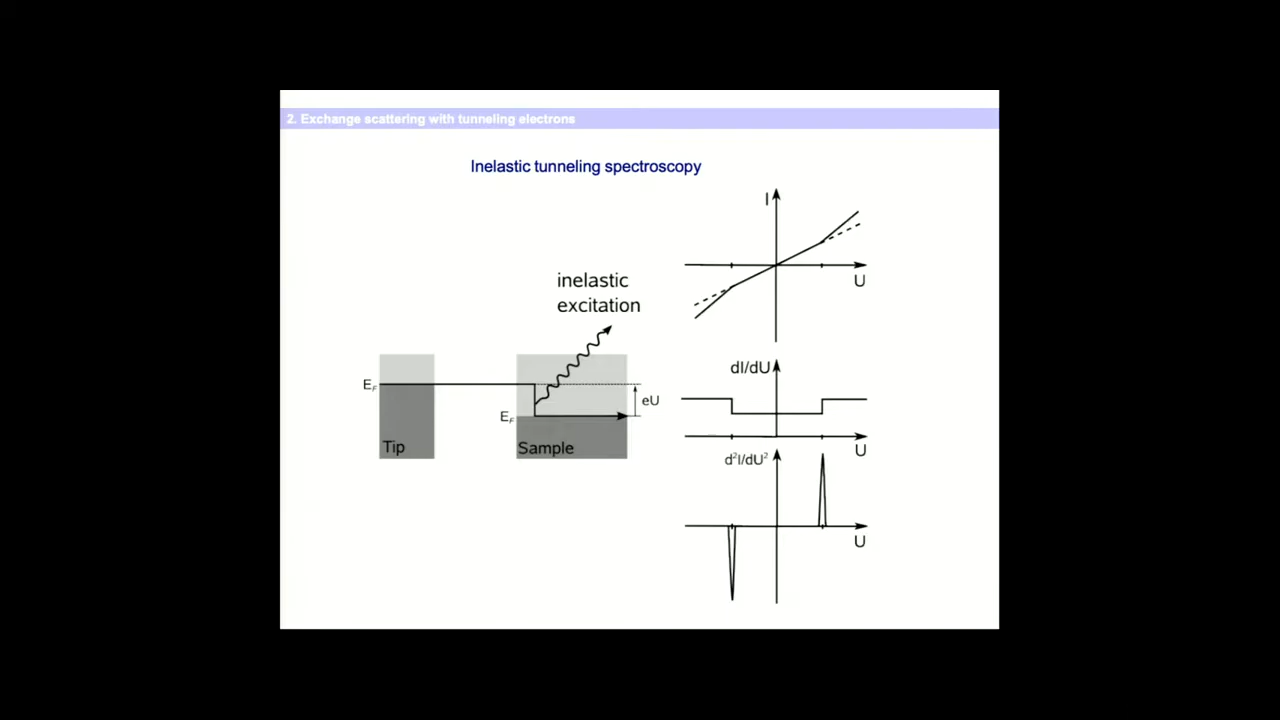 2. Exchange scattering with tunneling electrons
Inelastic tunneling spectroscopy
inelastic
excitation
E_F
E_F
eU
Tip
Sample
I
U
dI/dU
U
d²I/dU²
U